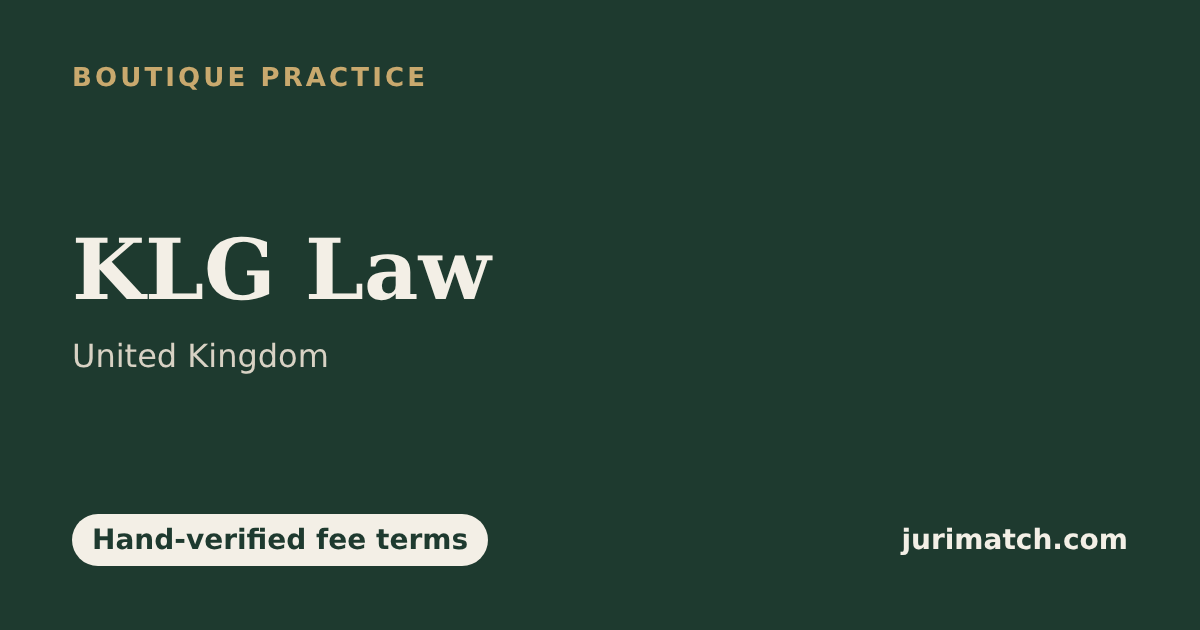 BOUTIQUE PRACTICE
KLG Law
United Kingdom
Hand-verified fee terms
jurimatch.com